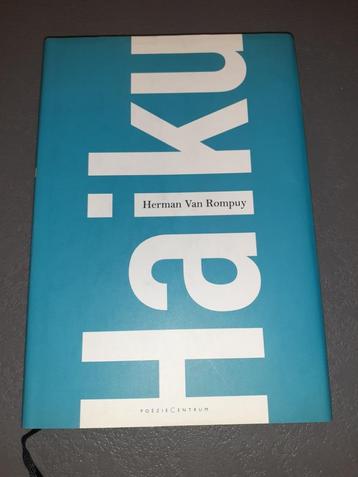 Haiku
Herman Van Rompuy
POËZIECENTRUM